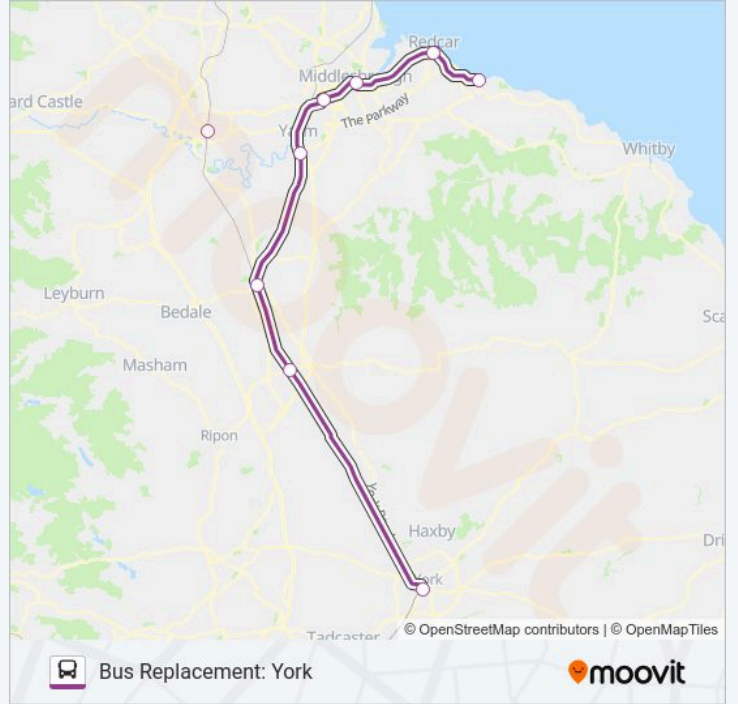 Redcar
Middlesbrough
ard Castle
The Parkway
Whitby
Leyburn
Bedale
Sca
Masham
Ripon
Haxby
Dri
York
Tadcaster
© OpenStreetMap contributors | © OpenMapTiles
Bus Replacement: York
moovit
moovit